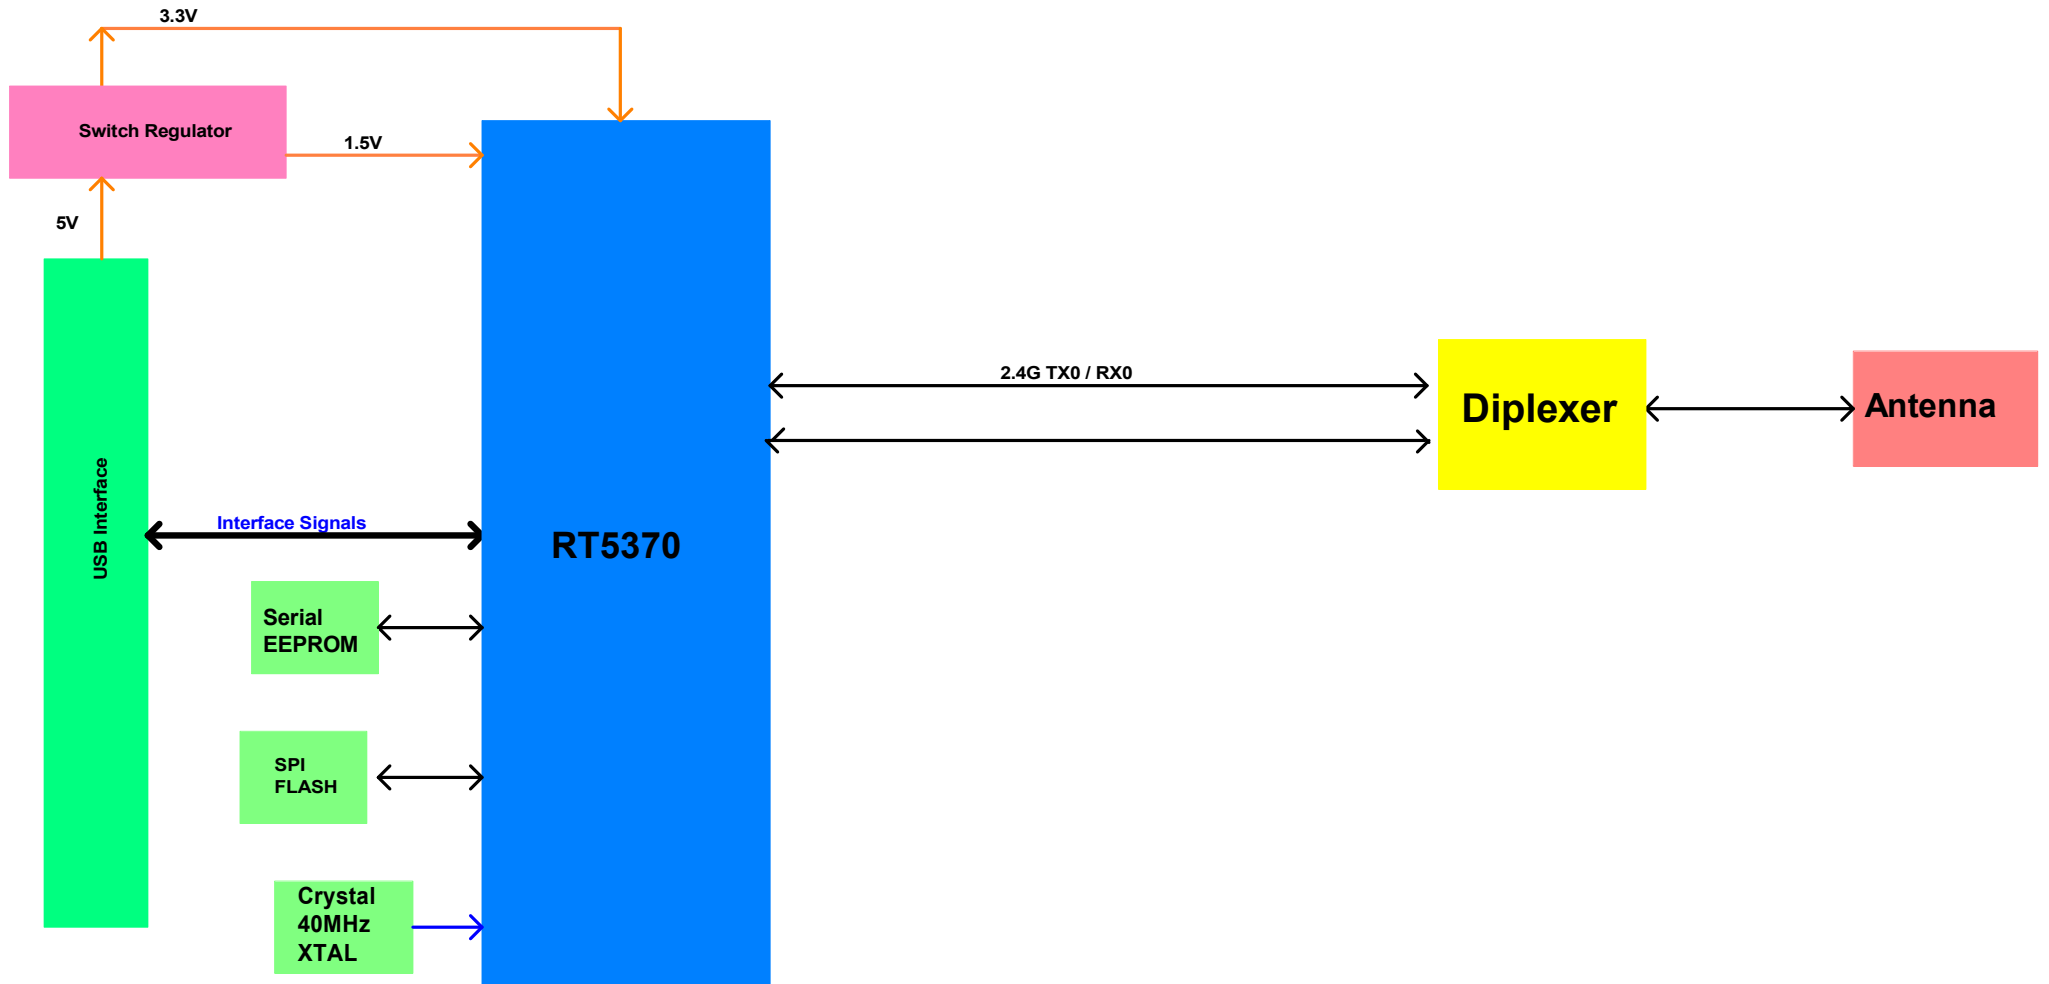 3.3V
Switch Regulator
1.5V
5V
2.4G TX0 / RX0
Diplexer
Antenna
USB Interface
Interface Signals
RT5370
Serial
EEPROM
SPI
FLASH
Crystal
40MHz
XTAL